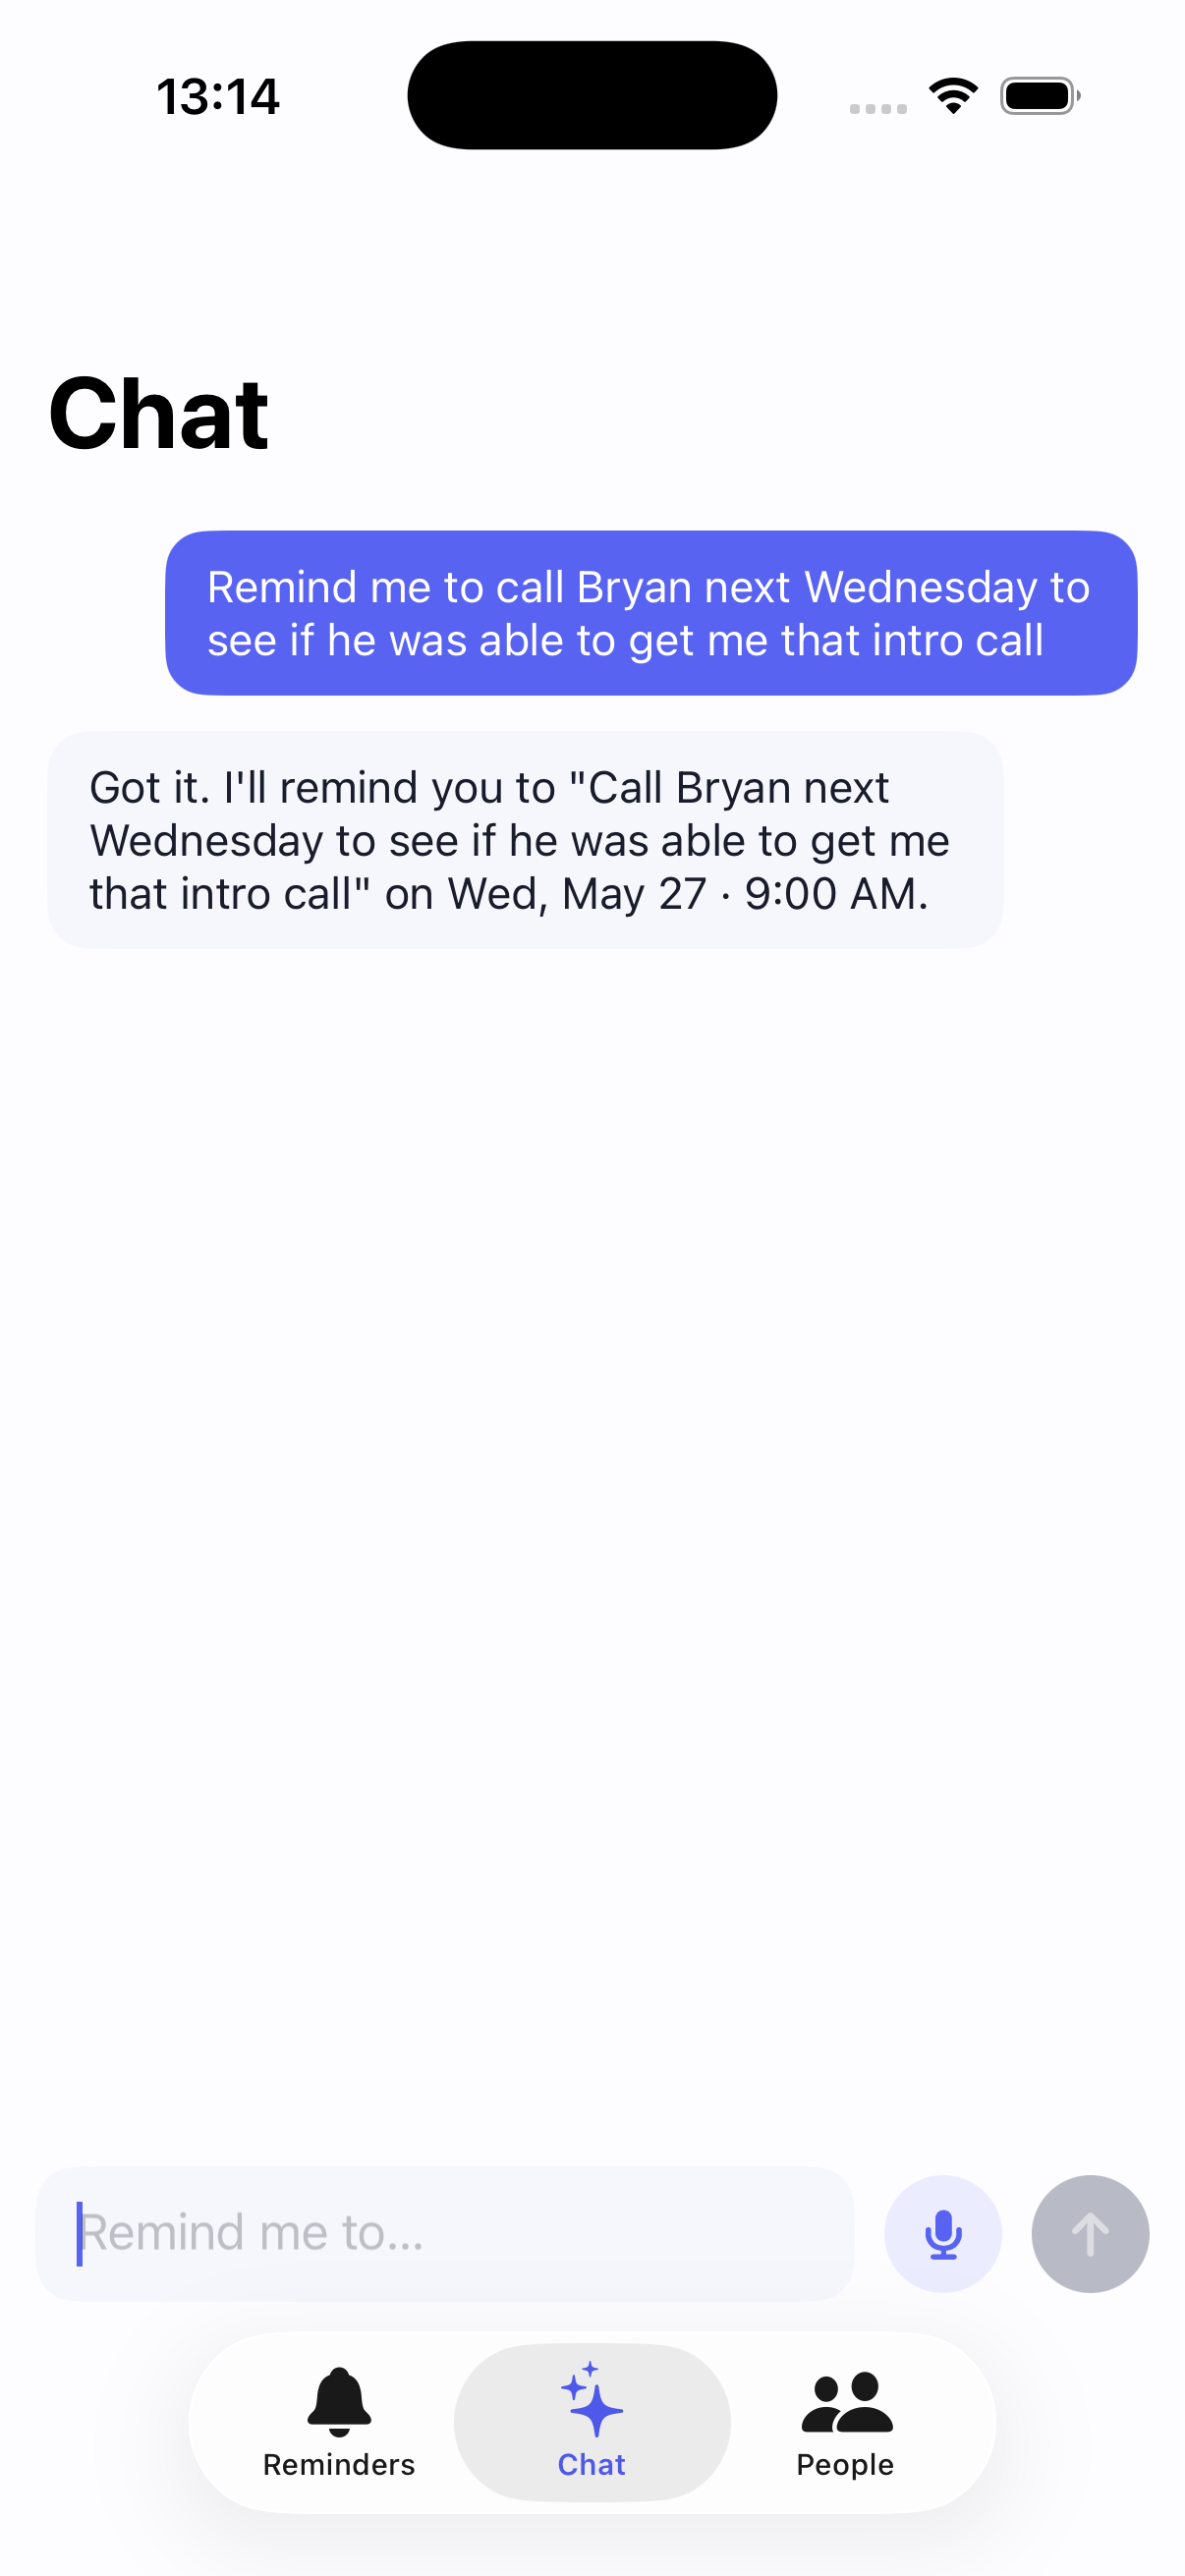 13:14
Chat
Remind me to call Bryan next Wednesday to
see if he was able to get me that intro call
Got it. I'll remind you to "Call Bryan next
Wednesday to see if he was able to get me
that intro call" on Wed, May 27 · 9:00 AM.
Remind me to...
Reminders
Chat
People